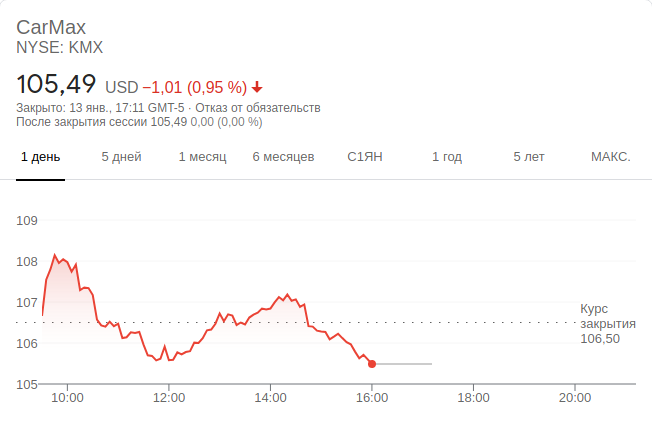 CarMax
NYSE: KMX
105,49 USD −1,01 (0,95 %)
Закрыто: 13 янв., 17:11 GMT-5 · Отказ от обязательств
После закрытия сессии 105,49 0,00 (0,00 %)
1 день 5 дней 1 месяц 6 месяцев С1ЯН 1 год 5 лет МАКС.
109
108
107
Курс
закрытия
106,50
106
105
10:00 12:00 14:00 16:00 18:00 20:00